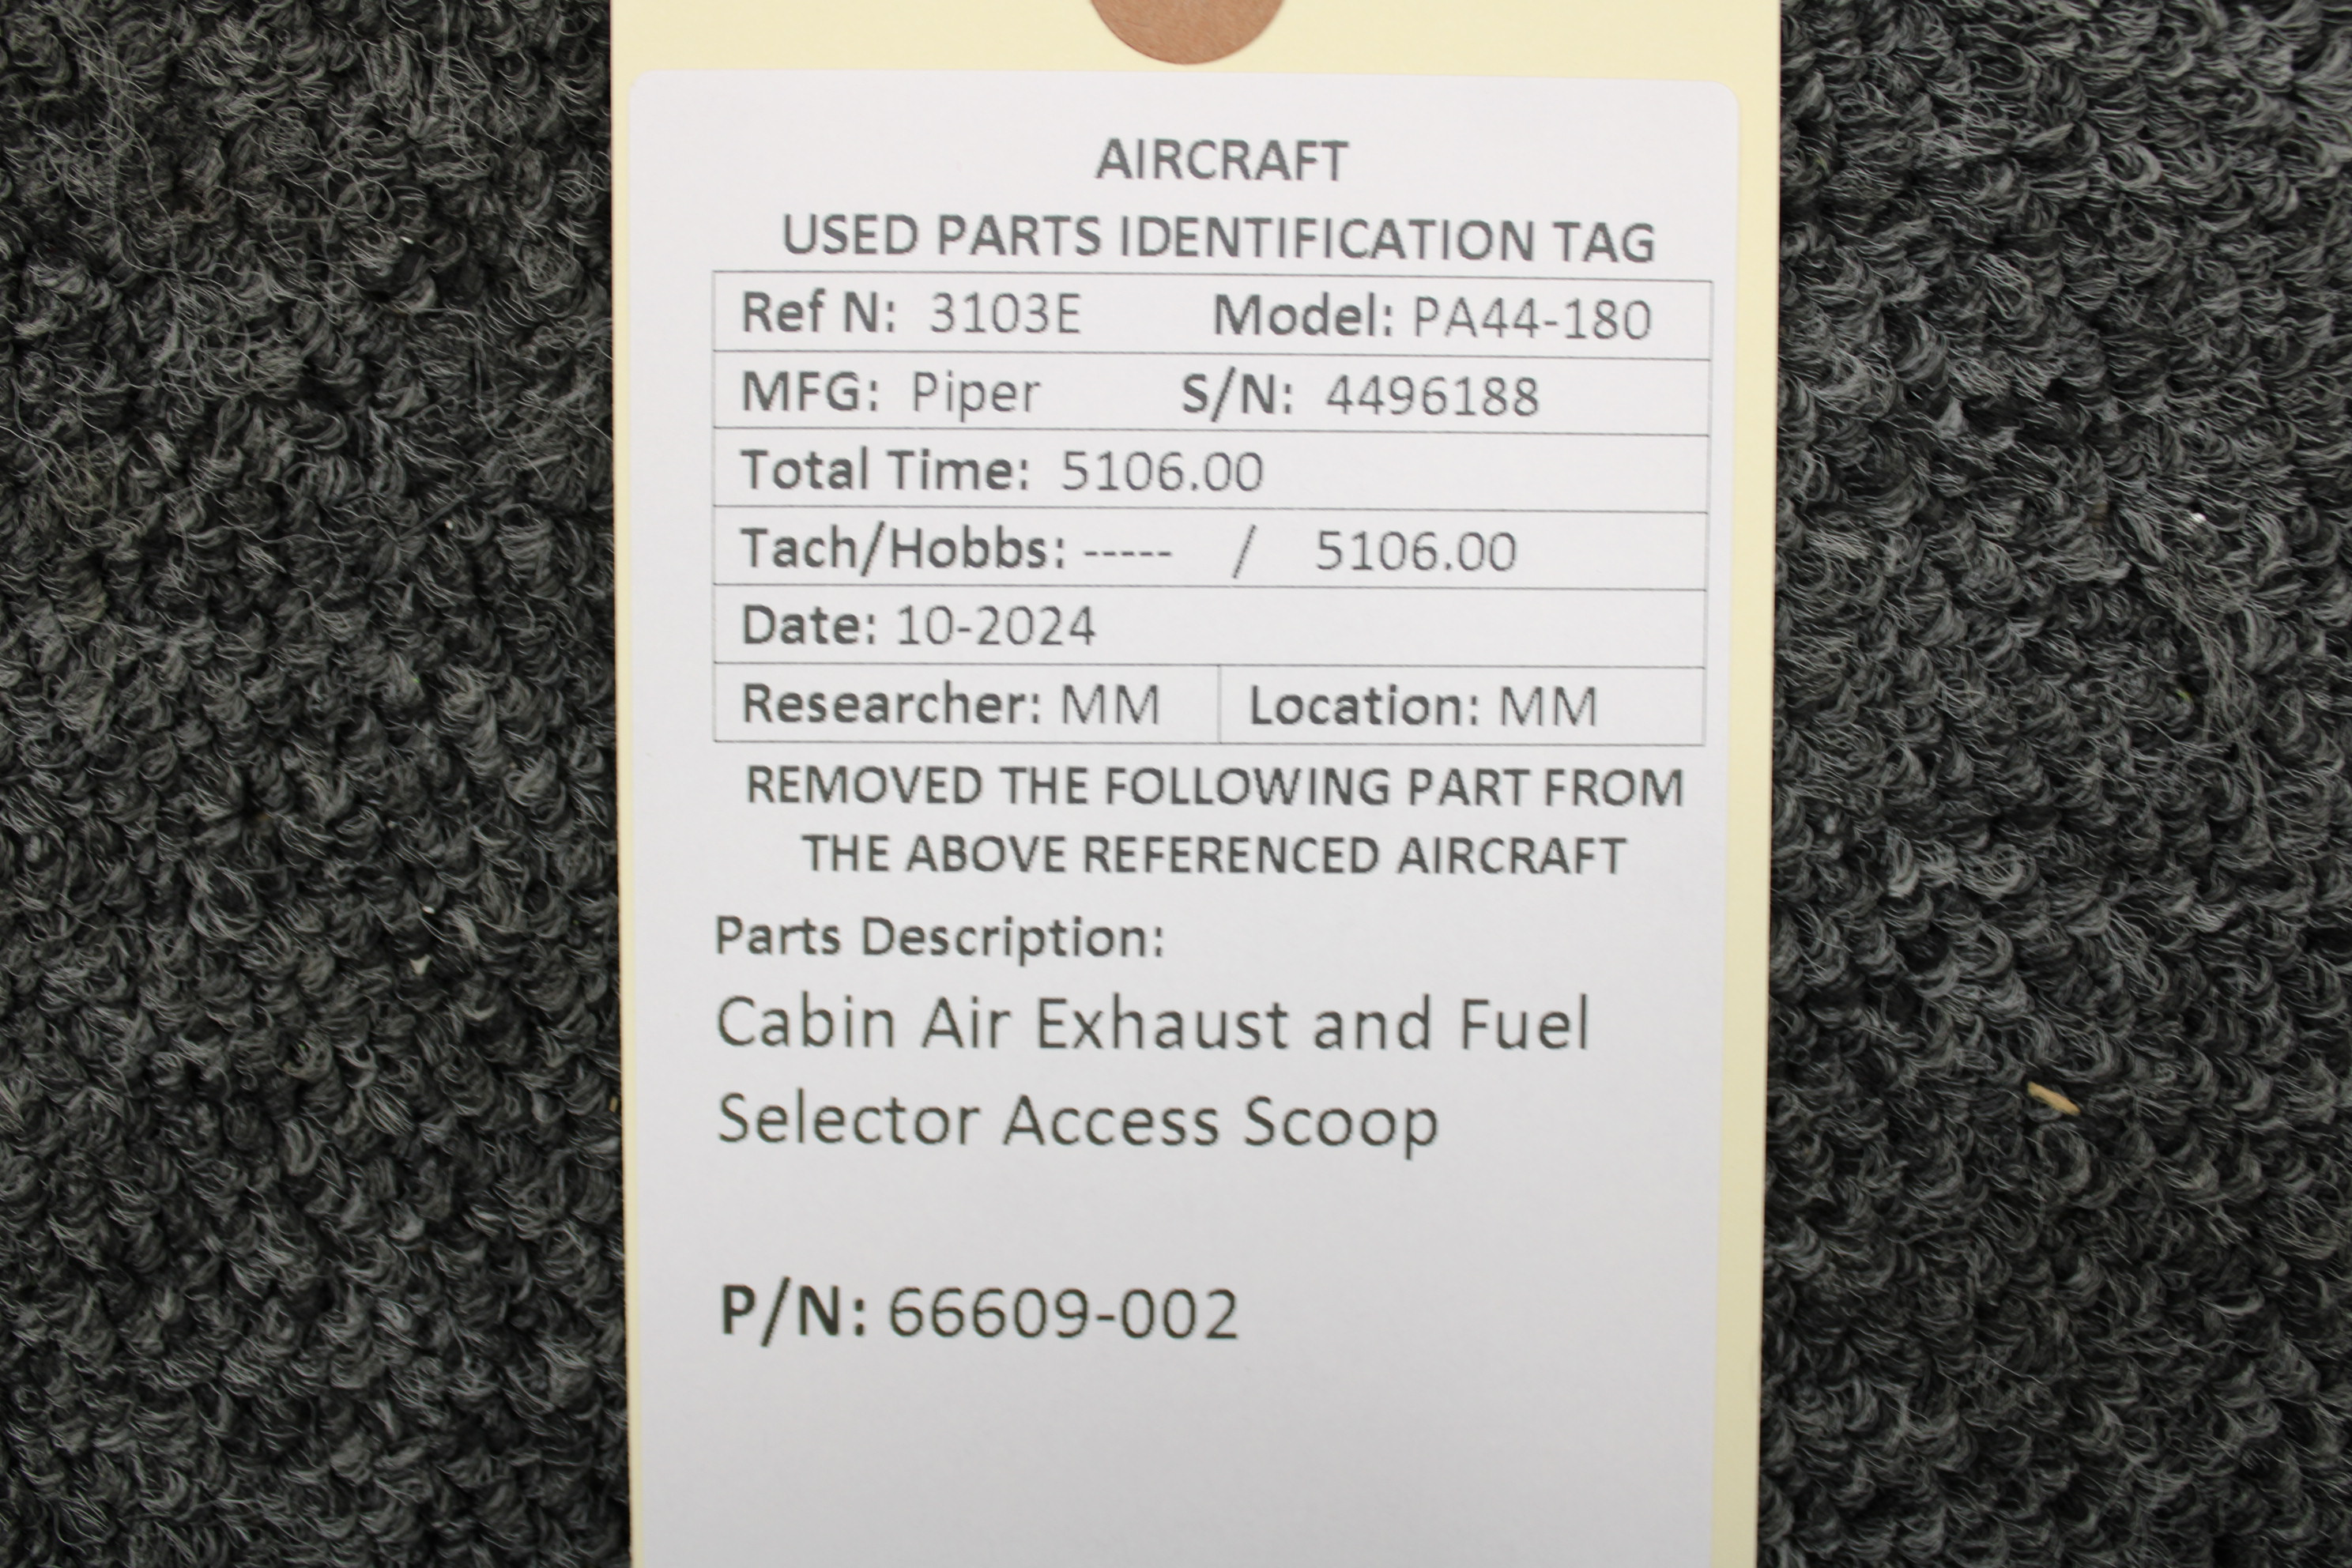 AIRCRAFT
USED PARTS IDENTIFICATION TAG
Ref N: 3103E Model: PA44-180
MFG: Piper S/N: 4496188
Total Time: 5106.00
Tach/Hobbs: ----- / 5106.00
Date: 10-2024
Researcher: MM Location: MM
REMOVED THE FOLLOWING PART FROM
THE ABOVE REFERENCED AIRCRAFT
Parts Description:
Cabin Air Exhaust and Fuel
Selector Access Scoop
P/N: 66609-002